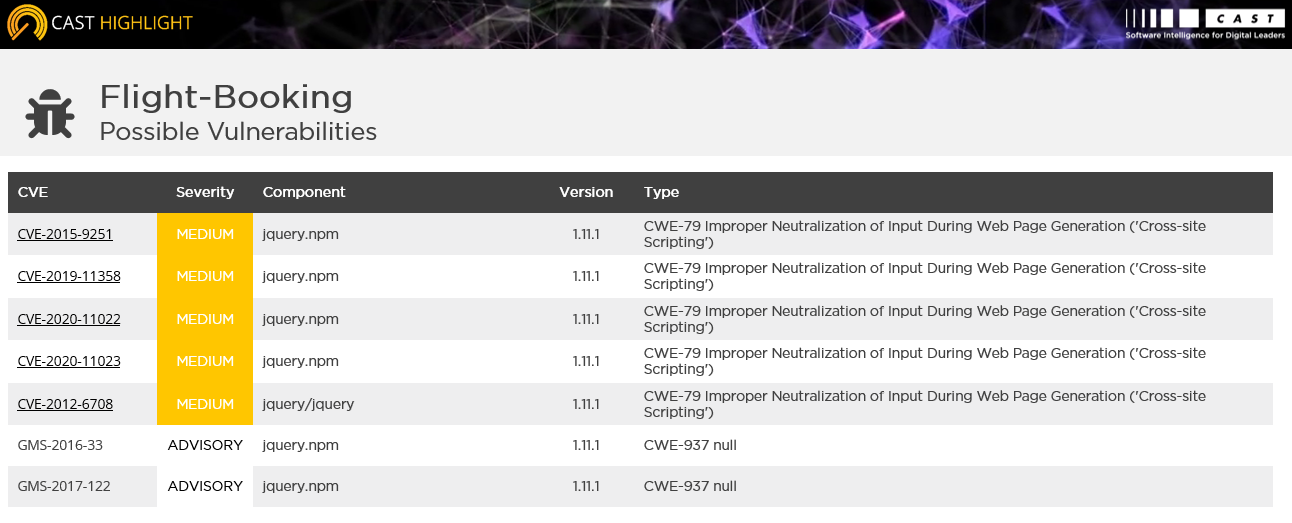 CAST HIGHLIGHT
CAST
Software Intelligence for Digital Leaders
Flight-Booking
Possible Vulnerabilities
CVE Severity Component Version Type
CVE-2015-9251 MEDIUM jquery.npm 1.11.1 CWE-79 Improper Neutralization of Input During Web Page Generation ('Cross-site
Scripting')
CVE-2019-11358 MEDIUM jquery.npm 1.11.1 CWE-79 Improper Neutralization of Input During Web Page Generation ('Cross-site
Scripting')
CVE-2020-11022 MEDIUM jquery.npm 1.11.1 CWE-79 Improper Neutralization of Input During Web Page Generation ('Cross-site
Scripting')
CVE-2020-11023 MEDIUM jquery.npm 1.11.1 CWE-79 Improper Neutralization of Input During Web Page Generation ('Cross-site
Scripting')
CVE-2012-6708 MEDIUM jquery/jquery 1.11.1 CWE-79 Improper Neutralization of Input During Web Page Generation ('Cross-site
Scripting')
GMS-2016-33 ADVISORY jquery.npm 1.11.1 CWE-937 null
GMS-2017-122 ADVISORY jquery.npm 1.11.1 CWE-937 null